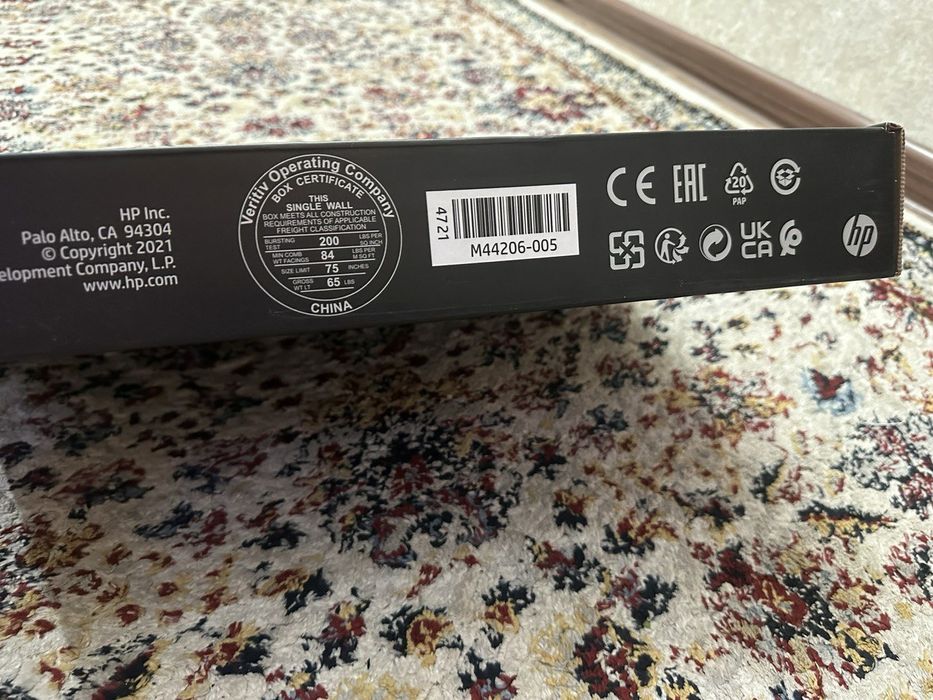 HP Inc.
Palo Alto, CA 94304
© Copyright 2021
elopment Company, L.P.
www.hp.com
Veritiv Operating Company
BOX CERTIFICATE
THIS
SINGLE WALL
BOX MEETS ALL CONSTRUCTION
REQUIREMENTS OF APPLICABLE
FREIGHT CLASSIFICATION
BURSTING TEST 200 LBS PER SQ INCH
MIN COMB WT FACINGS 84 LBS PER M SQ FT
SIZE LIMIT 75 INCHES
GROSS WT LT 65 LBS
CHINA
4721
M44206-005
CE EAC 20
PAP
UK
CA
hp